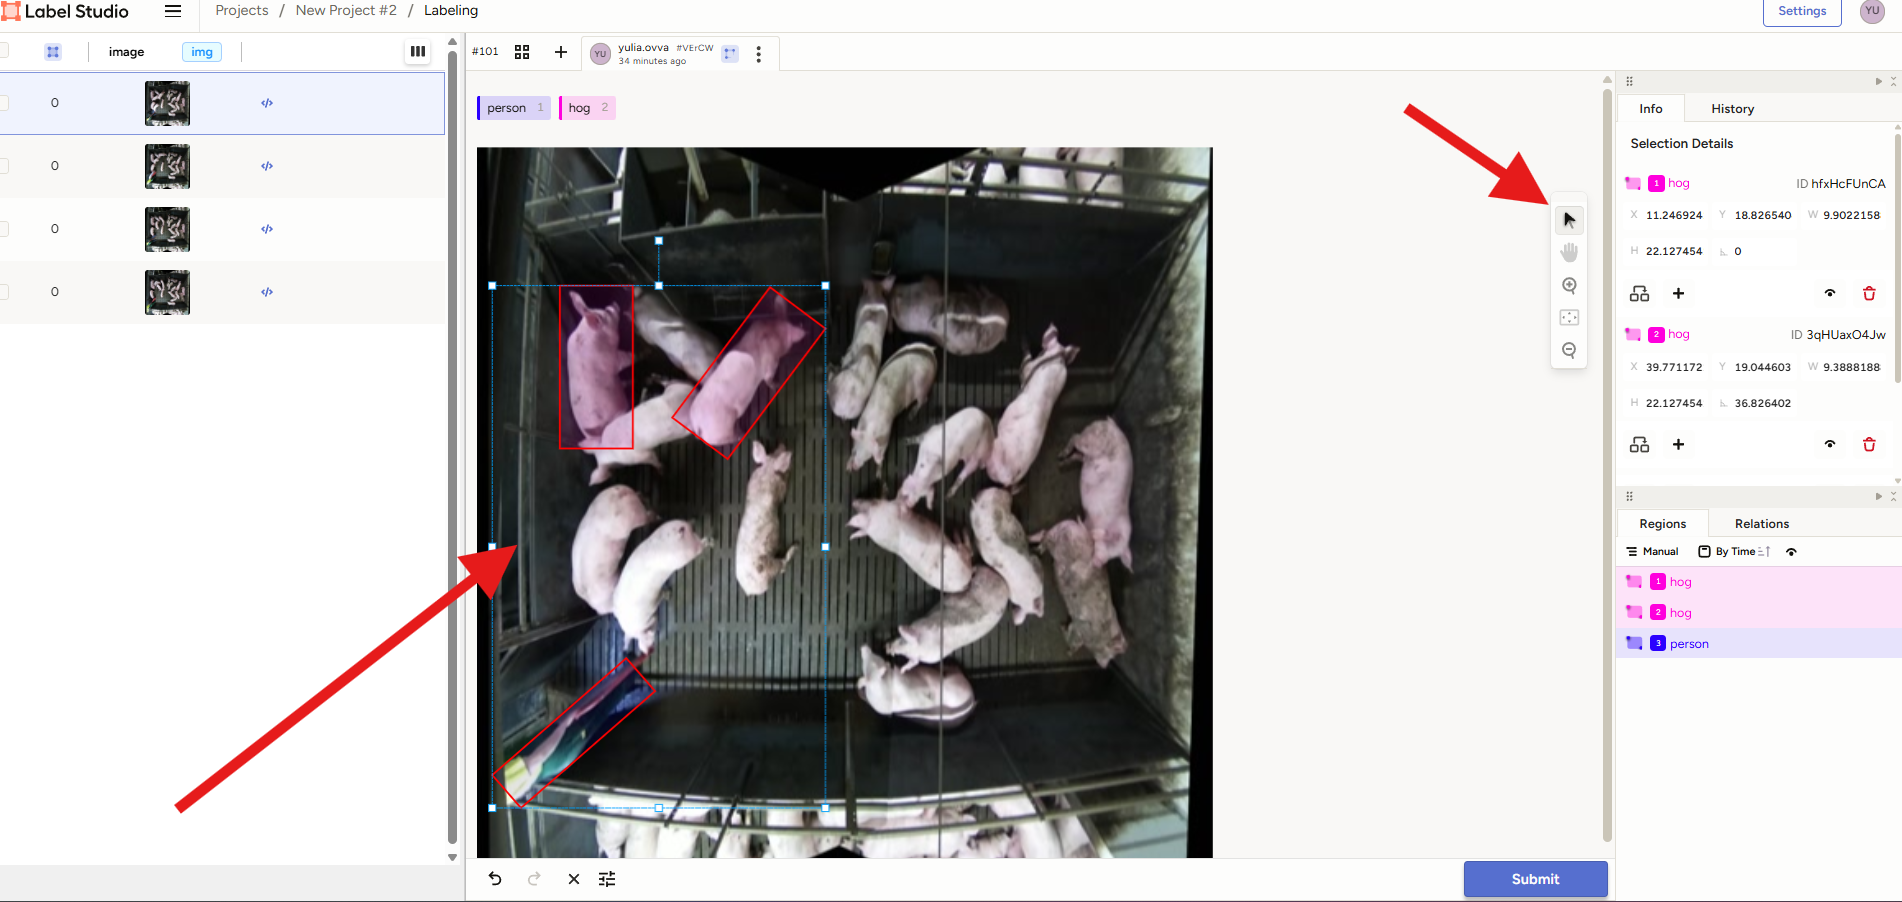 Label Studio
Projects / New Project #2 / Labeling
Settings
YU
image
img
#101
YU
yulia.ovva #VErCW
34 minutes ago
0
0
0
0
person 1
hog 2
Info
History
Selection Details
1 hog
ID hfxHcFUnCA
X 11.246924 Y 18.826540 W 9.9022158
H 22.127454 0
2 hog
ID 3qHUaxO4Jw
X 39.771172 Y 19.044603 W 9.3888188
H 22.127454 36.826402
Regions
Relations
Manual
By Time
1 hog
2 hog
3 person
Submit